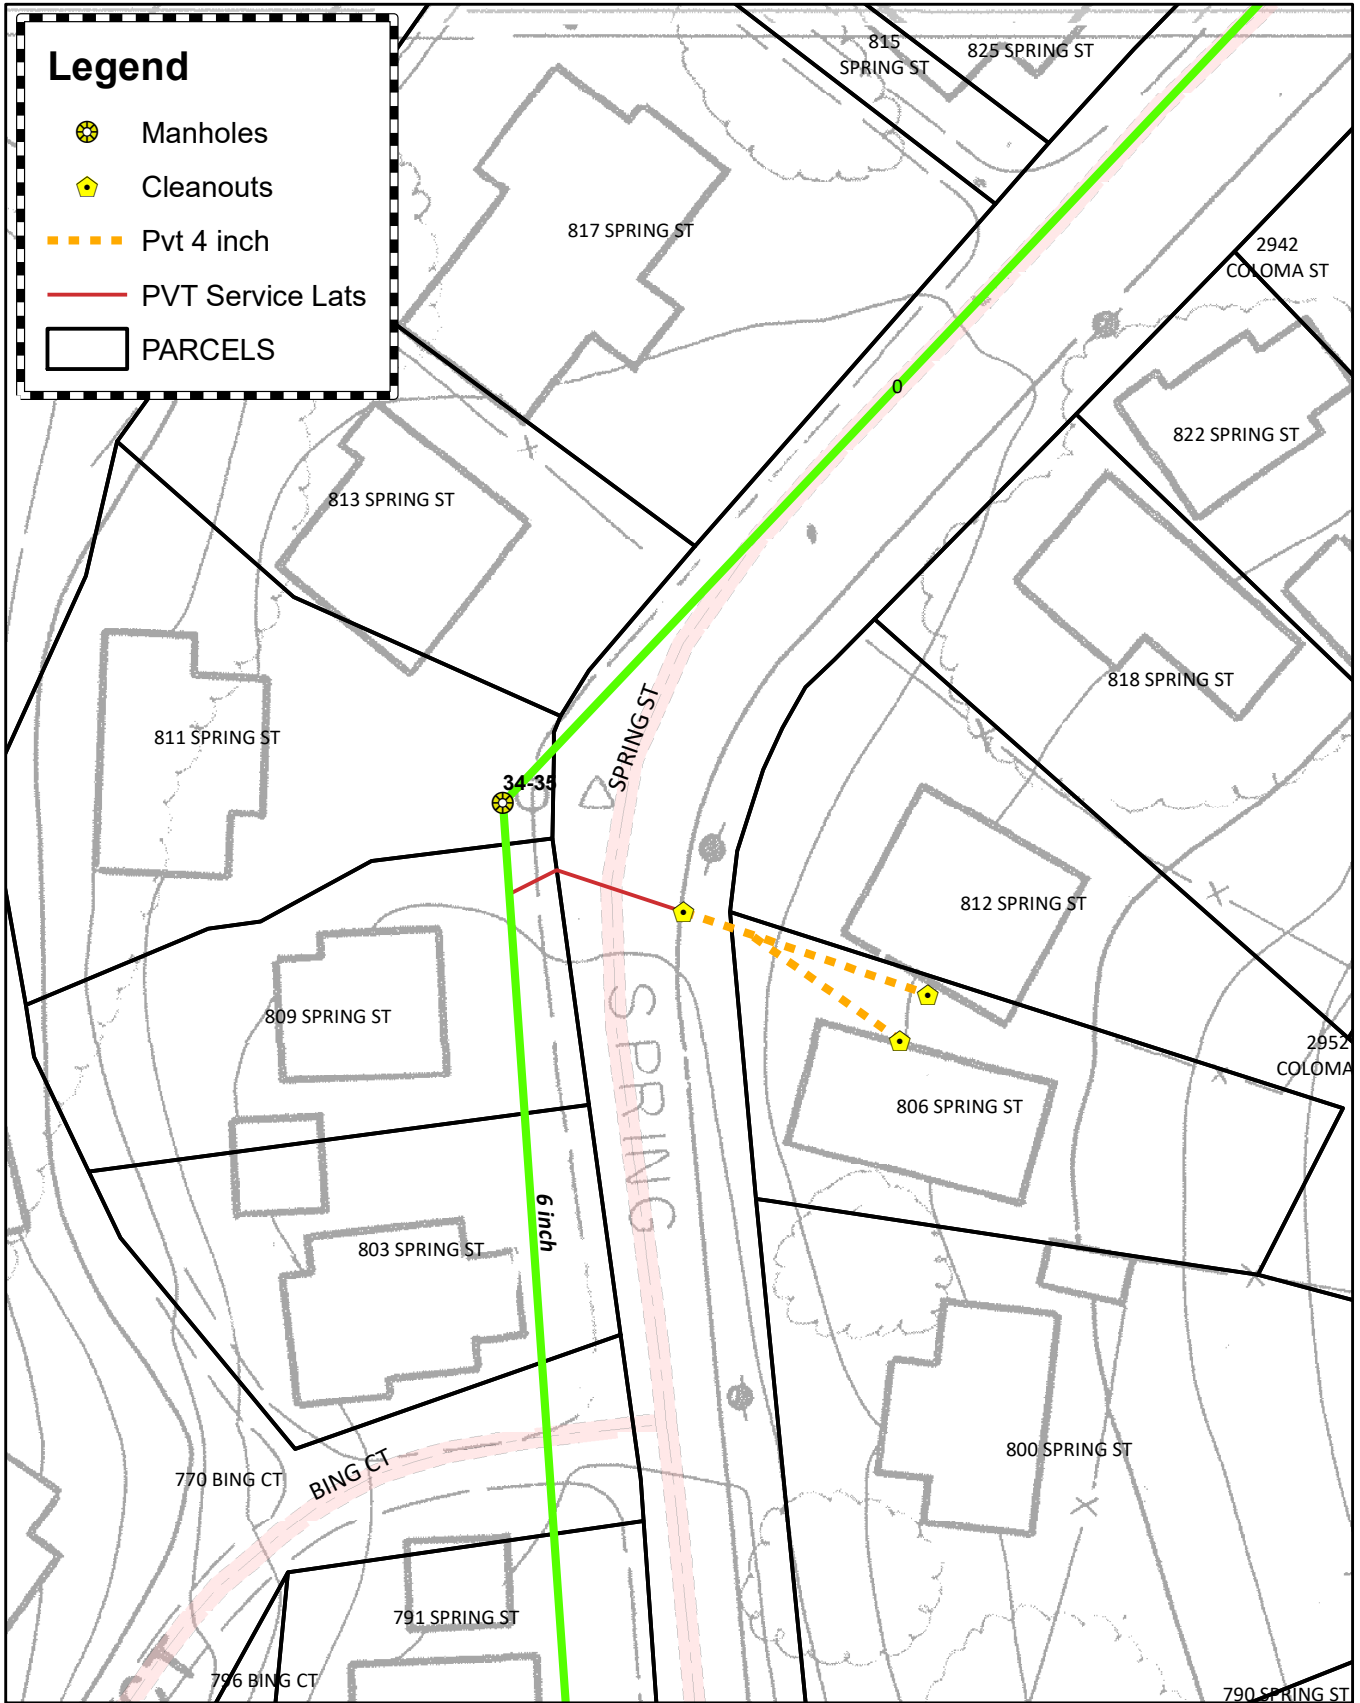 Legend
Manholes
Cleanouts
Pvt 4 inch
PVT Service Lats
PARCELS
815
SPRING ST
825 SPRING ST
817 SPRING ST
2942
COLOMA ST
0
822 SPRING ST
813 SPRING ST
818 SPRING ST
SPRING ST
811 SPRING ST
34-35
812 SPRING ST
809 SPRING ST
SPRING
2952
COLOMA
806 SPRING ST
6 inch
803 SPRING ST
800 SPRING ST
770 BING CT
BING CT
791 SPRING ST
CT
796 BING CT
790 SPRING ST